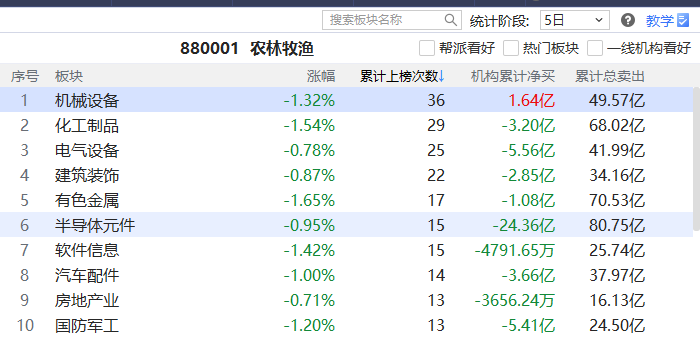 搜索板块名称 统计阶段: 5日 ? 教学
880001 农林牧渔 帮派看好 热门板块 一线机构看好
序号 板块 涨幅 累计上榜次数↓ 机构累计净买 累计总卖出
1 机械设备 -1.32% 36 1.64亿 49.57亿
2 化工制品 -1.54% 29 -3.20亿 68.02亿
3 电气设备 -0.78% 25 -5.56亿 41.99亿
4 建筑装饰 -0.87% 22 -2.85亿 34.16亿
5 有色金属 -1.65% 17 -1.08亿 70.53亿
6 半导体元件 -0.95% 15 -24.36亿 80.75亿
7 软件信息 -1.42% 15 -4791.65万 25.74亿
8 汽车配件 -1.00% 14 -3.66亿 37.97亿
9 房地产业 -0.71% 13 -3656.24万 16.13亿
10 国防军工 -1.20% 13 -5.41亿 24.50亿